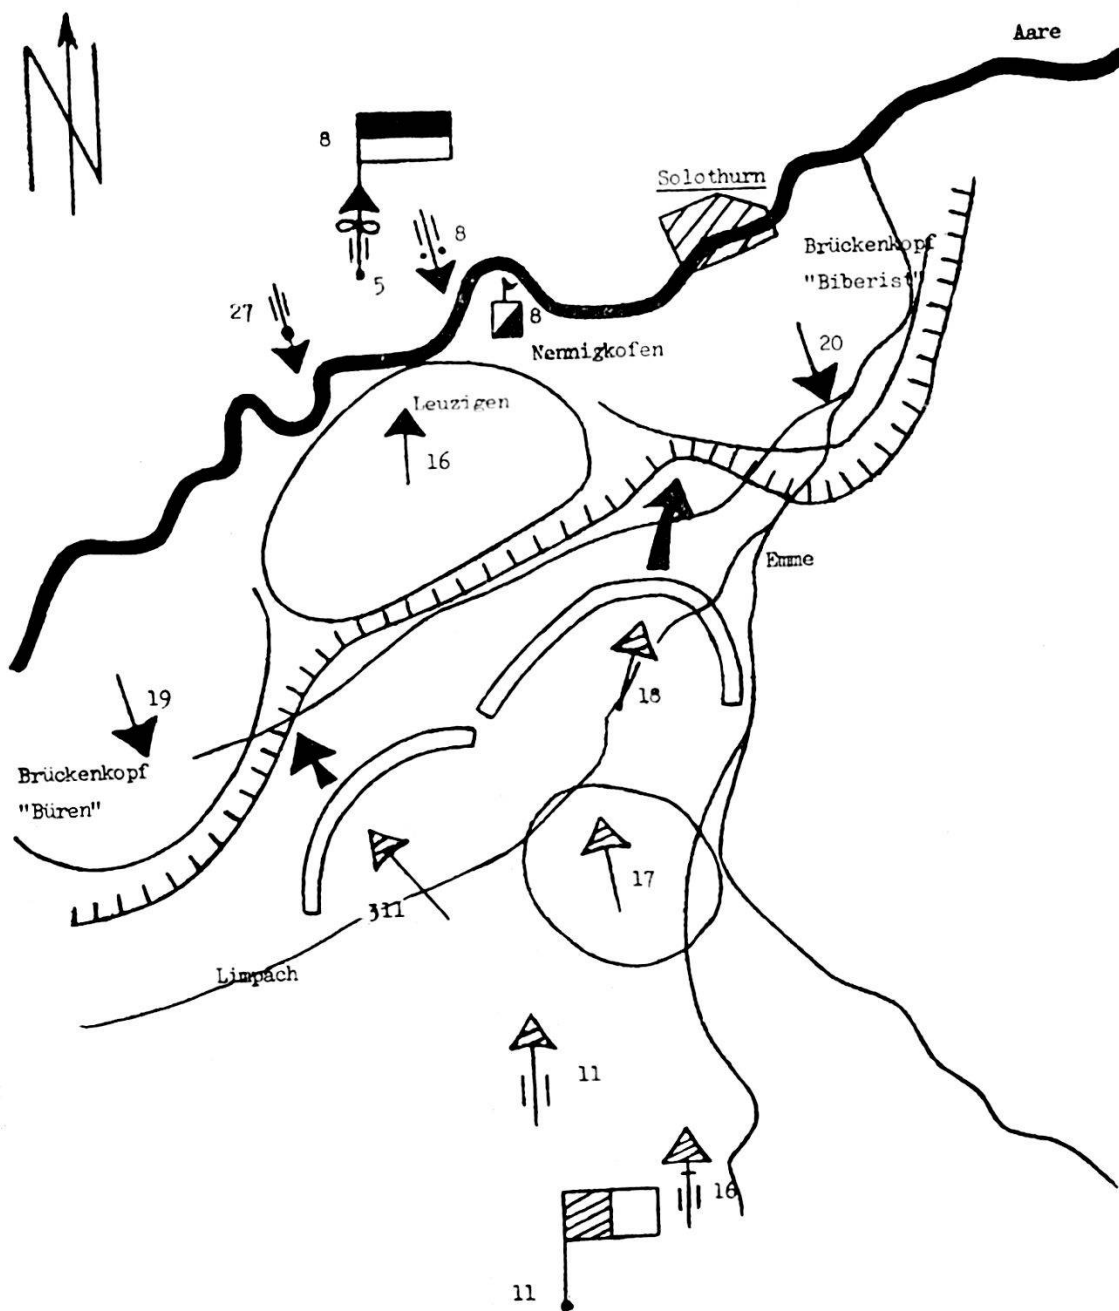 N
Aare
8
Solothurn
8
Brückenkopf
"Biberist"
5
27
8
Nennigkofen
20
Leuzigen
16
Emme
19
18
Brückenkopf
"Büren"
17
311
Limpach
11
16
11